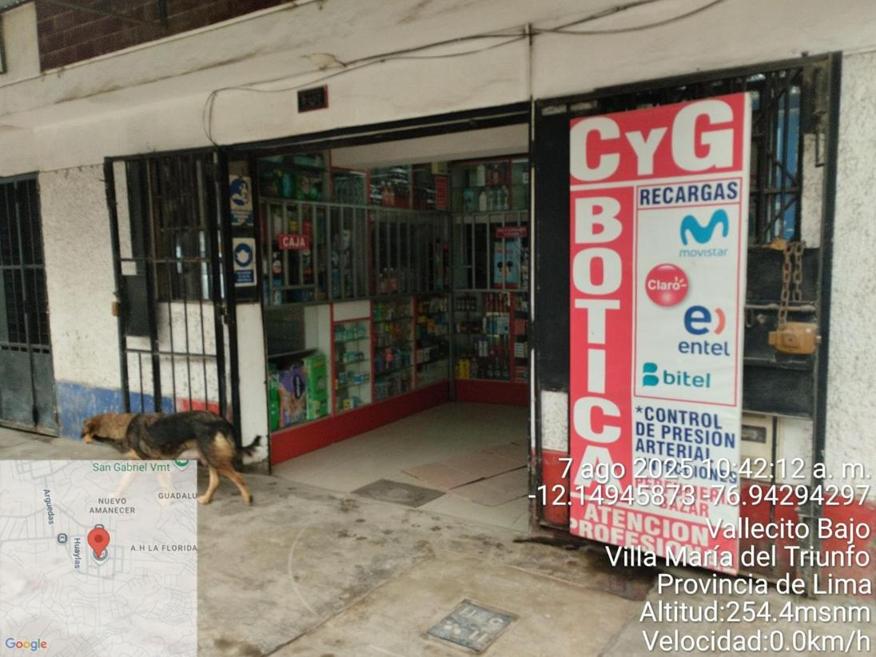 CyG
BOTICA
RECARGAS
movistar
Claro
entel
bitel
*CONTROL
DE PRESIÓN
ARTERIAL
BAZAR
ATENCION
CAJA
7 ago 2025 10:42:12 a. m.
-12.14945873,-76.94294297
Vallecito Bajo
Villa María del Triunfo
Provincia de Lima
Altitud:254.4msnm
Velocidad:0.0km/h
San Gabriel Vmt
Arguedas
NUEVO
AMANECER
GUADALU
Huaylas
A.H LA FLORIDA
Google